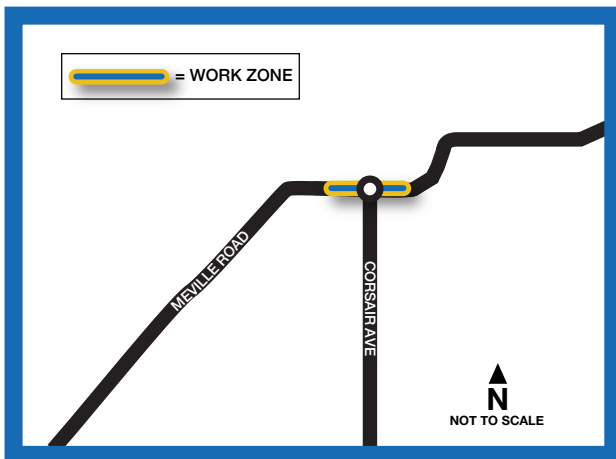 = WORK ZONE
MEVILLE ROAD
CORSAIR AVE
N
NOT TO SCALE